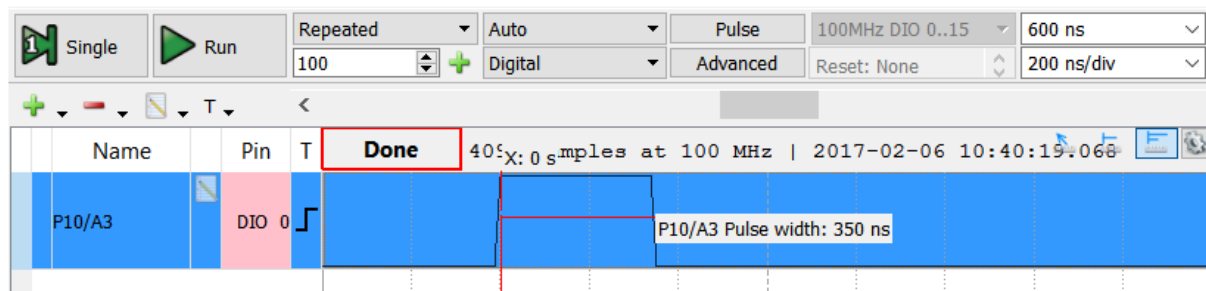 Single
Run
Repeated
Auto
Pulse
100MHz DIO 0..15
600 ns
100
Digital
Advanced
Reset: None
200 ns/div
T
Name
Pin
T
Done
X: 0 s
mples at 100 MHz | 2017-02-06 10:40:19.068
P10/A3
DIO 0
P10/A3 Pulse width: 350 ns